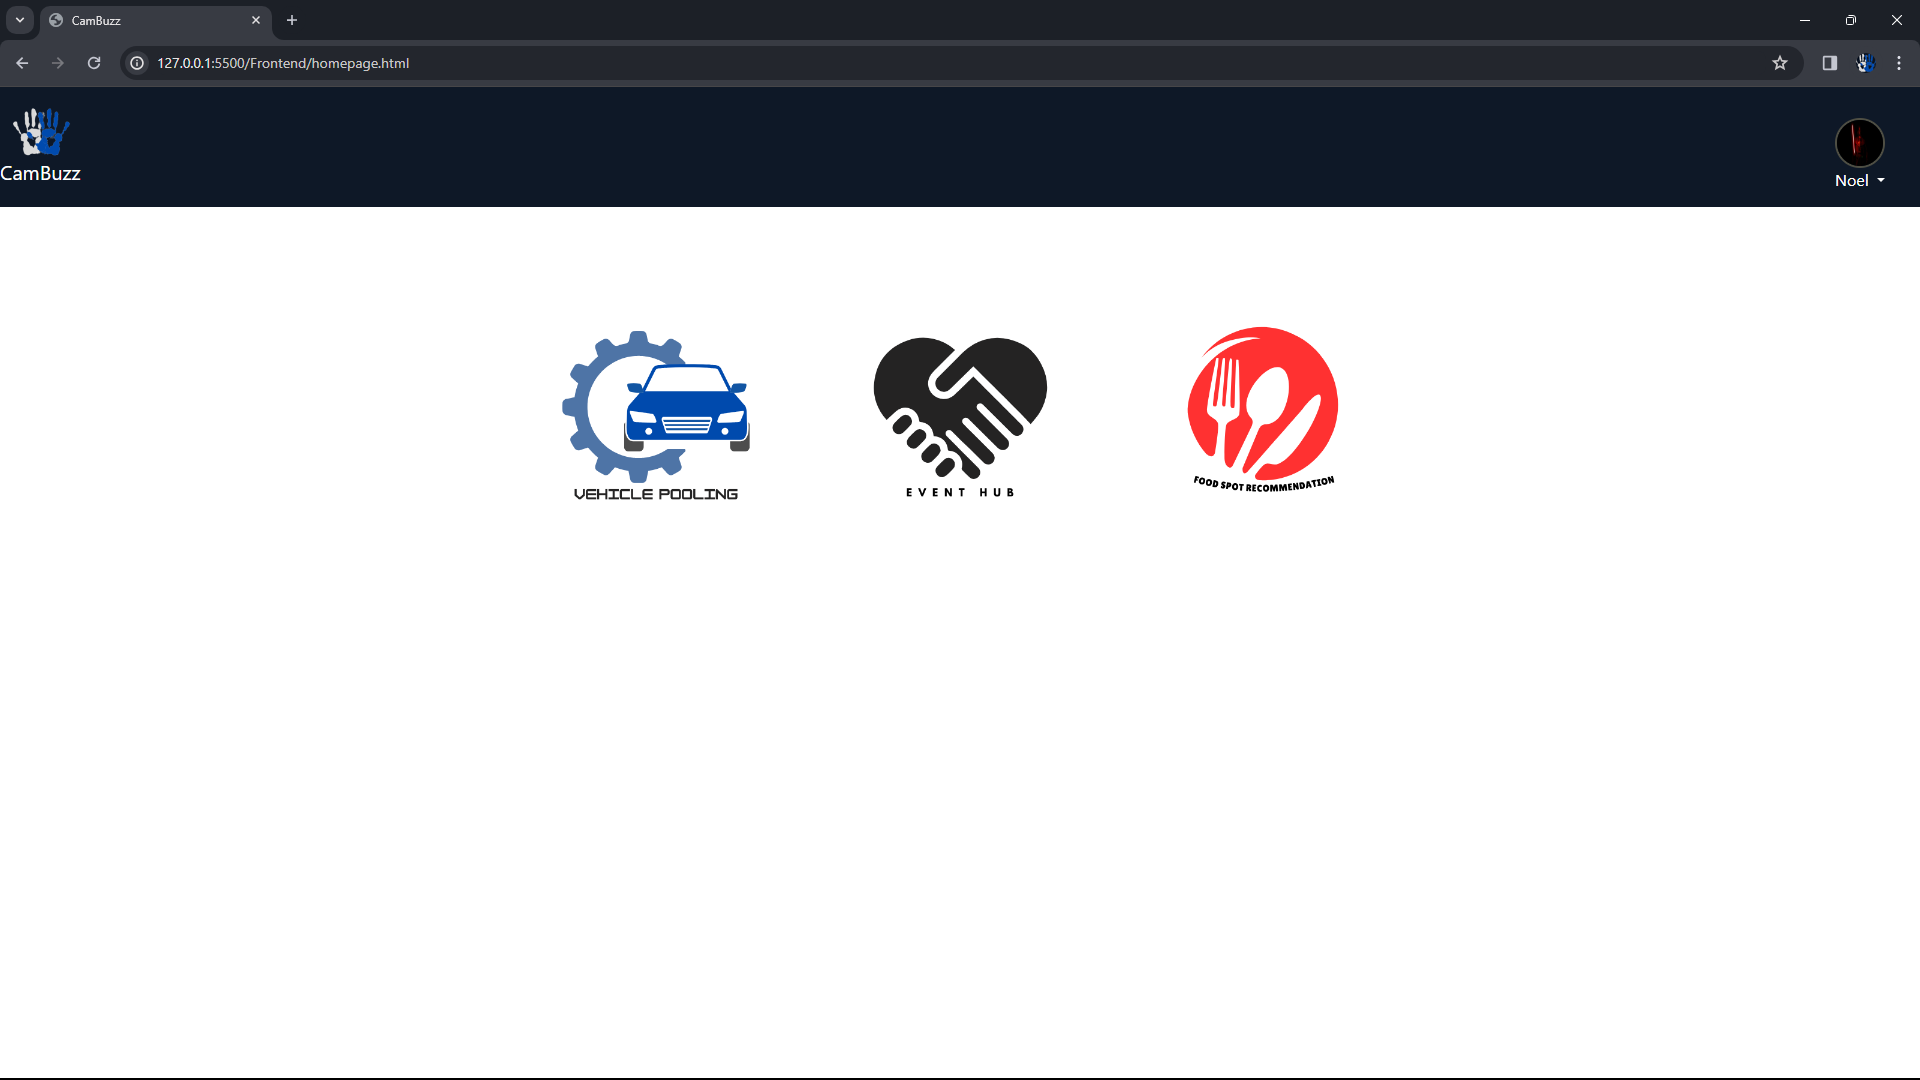 CamBuzz
127.0.0.1:5500/Frontend/homepage.html
CamBuzz
Noel
VEHICLE POOLING
EVENT HUB
FOOD SPOT RECOMMENDATION